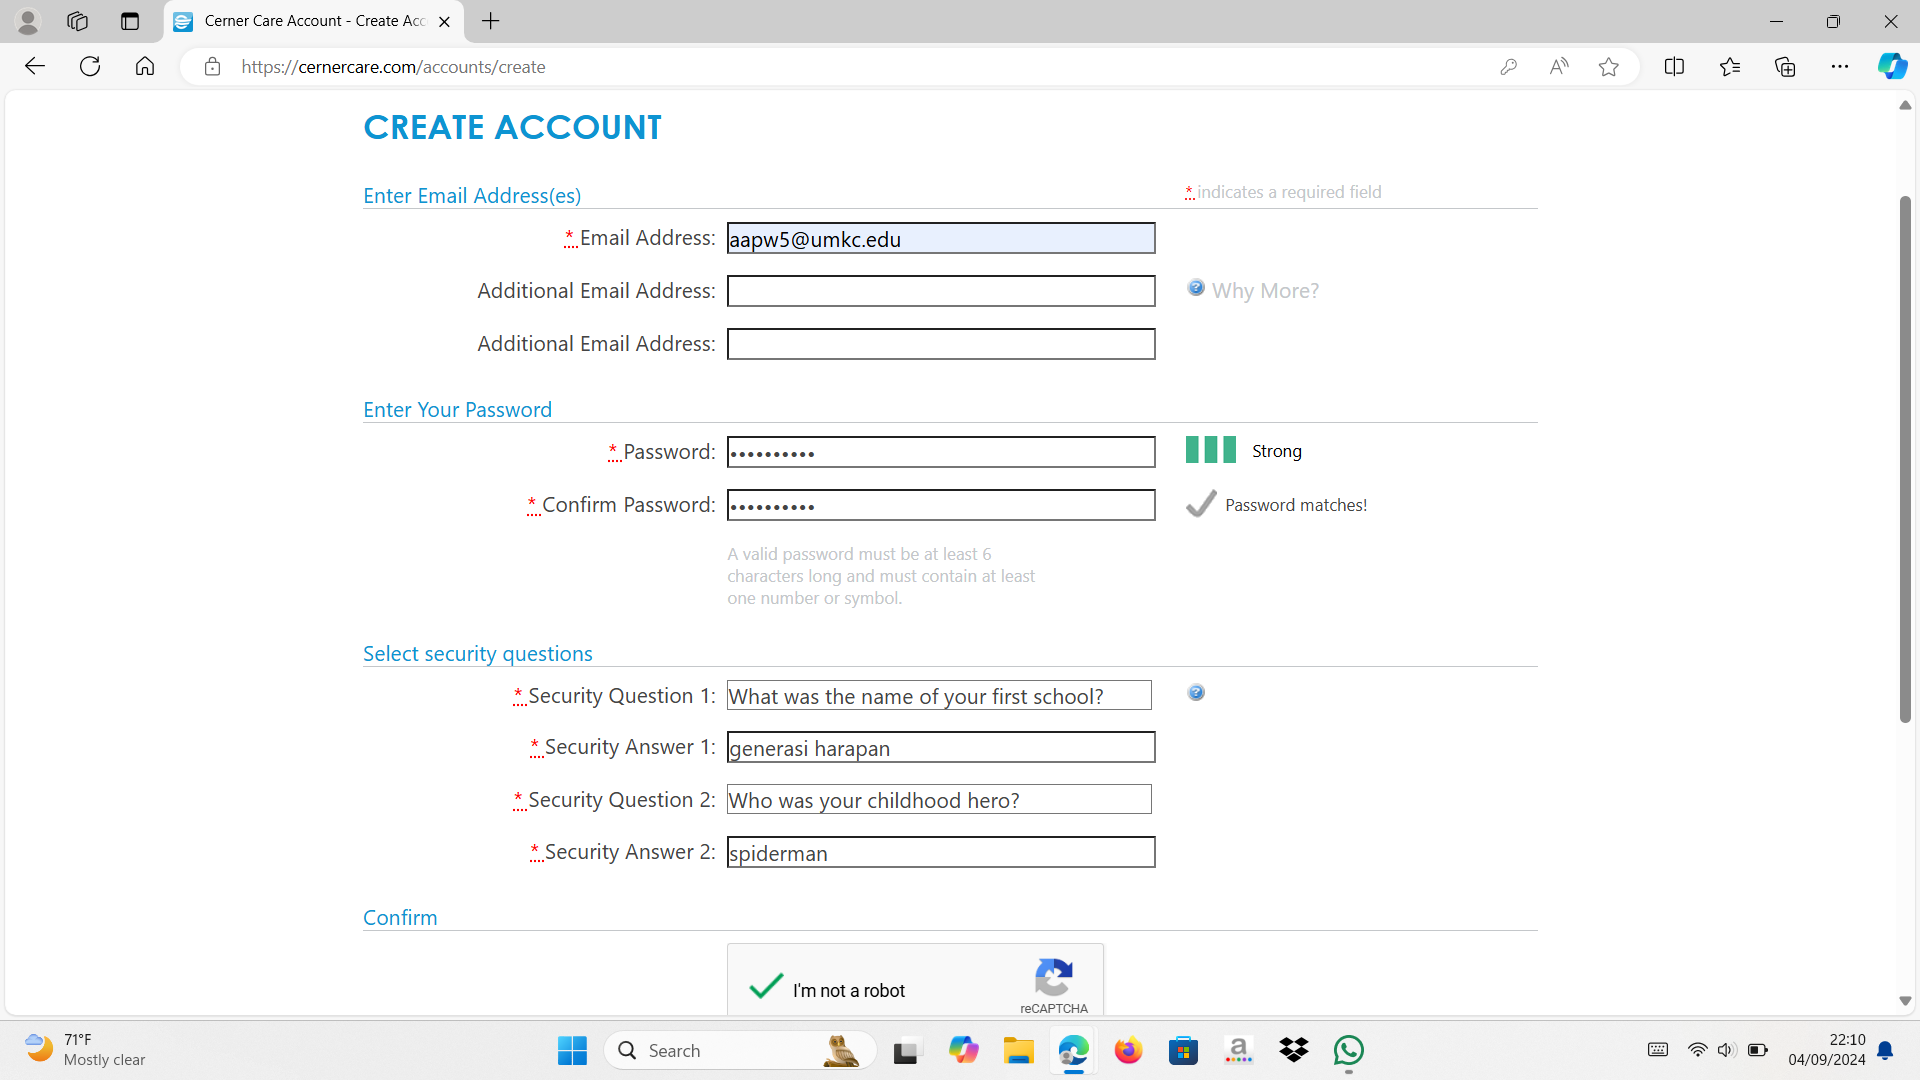 Cerner Care Account - Create Acc
https://cernercare.com/accounts/create
CREATE ACCOUNT
Enter Email Address(es)
* indicates a required field
* Email Address: aapw5@umkc.edu
Additional Email Address:
Why More?
Additional Email Address:
Enter Your Password
* Password: ••••••••••
Strong
* Confirm Password: ••••••••••
Password matches!
A valid password must be at least 6
characters long and must contain at least
one number or symbol.
Select security questions
* Security Question 1: What was the name of your first school?
* Security Answer 1: generasi harapan
* Security Question 2: Who was your childhood hero?
* Security Answer 2: spiderman
Confirm
I'm not a robot
reCAPTCHA
71°F
Mostly clear
Search
22:10
04/09/2024